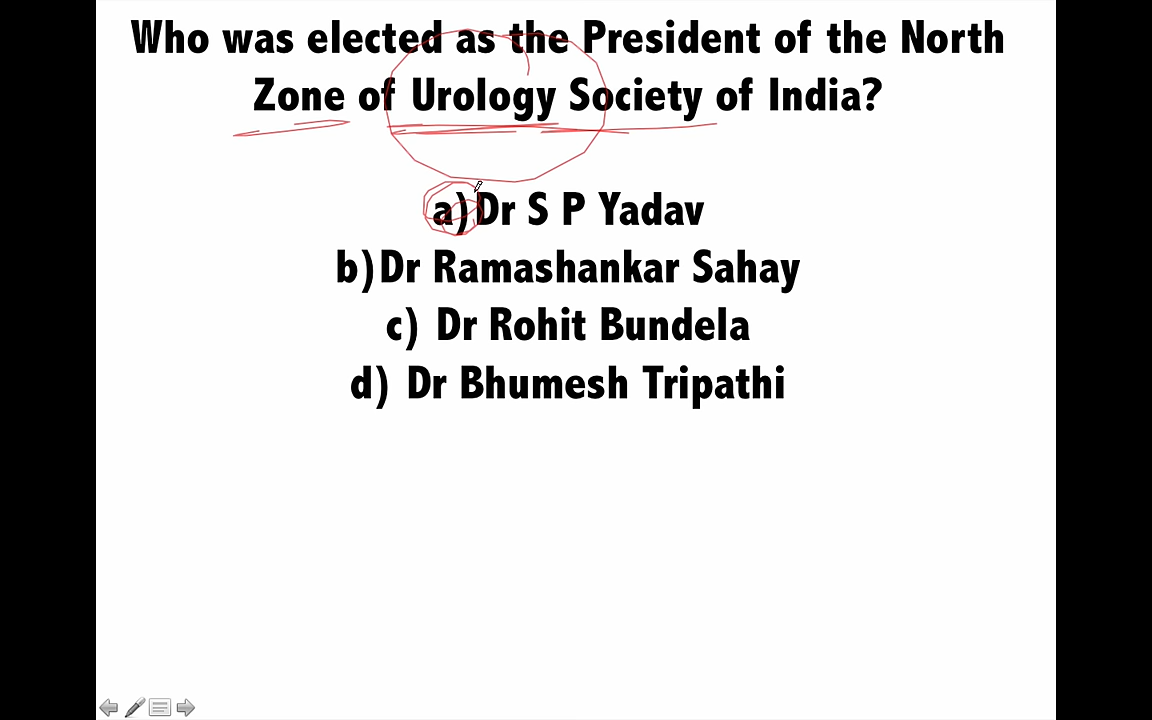 Who was elected as the President of the North
Zone of Urology Society of India?
a)Dr S P Yadav
b)Dr Ramashankar Sahay
c) Dr Rohit Bundela
d) Dr Bhumesh Tripathi